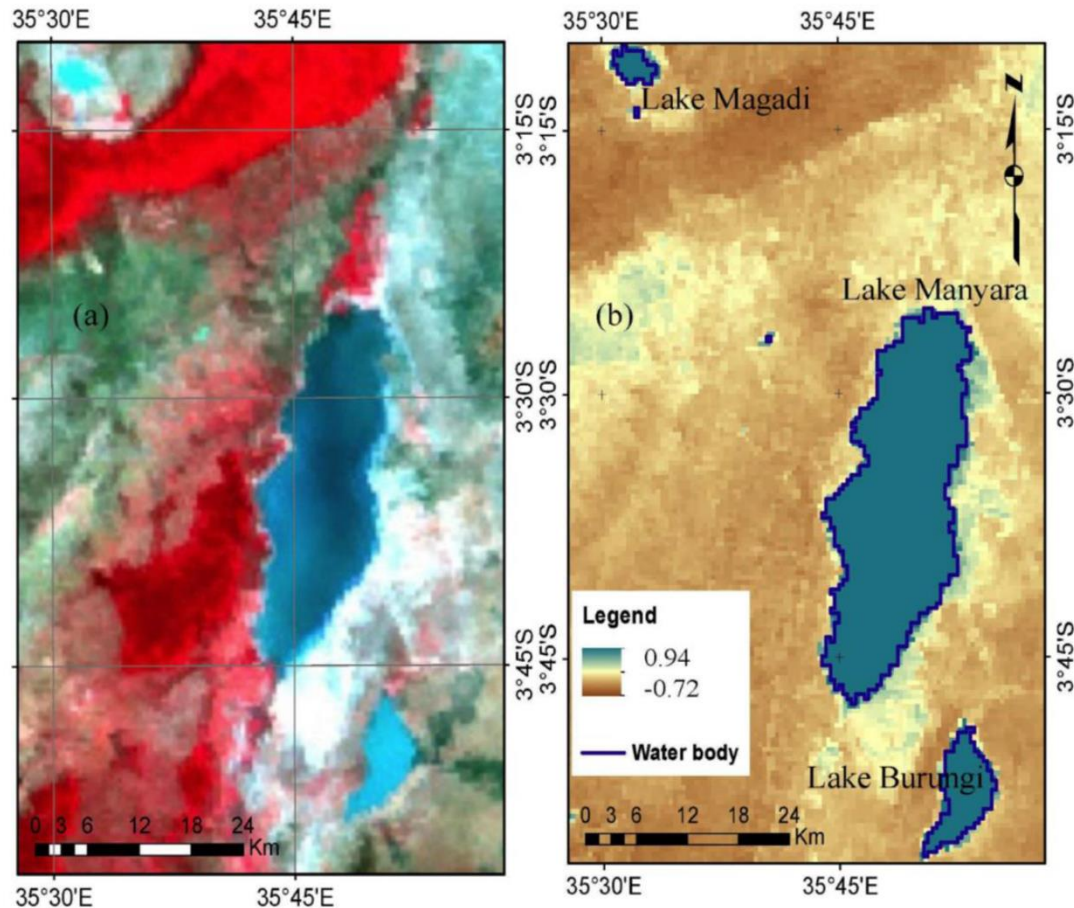 35°30'E 35°45'E 35°30'E 35°45'E
Lake Magadi
N
3°15'S
3°15'S
Lake Manyara
(a)
(b)
3°30'S
3°30'S
Legend
0.94
-0.72
Water body
3°45'S
3°45'S
Lake Burungi
0 3 6 12 18 24
Km
0 3 6 12 18 24
Km
35°30'E 35°45'E 35°30'E 35°45'E